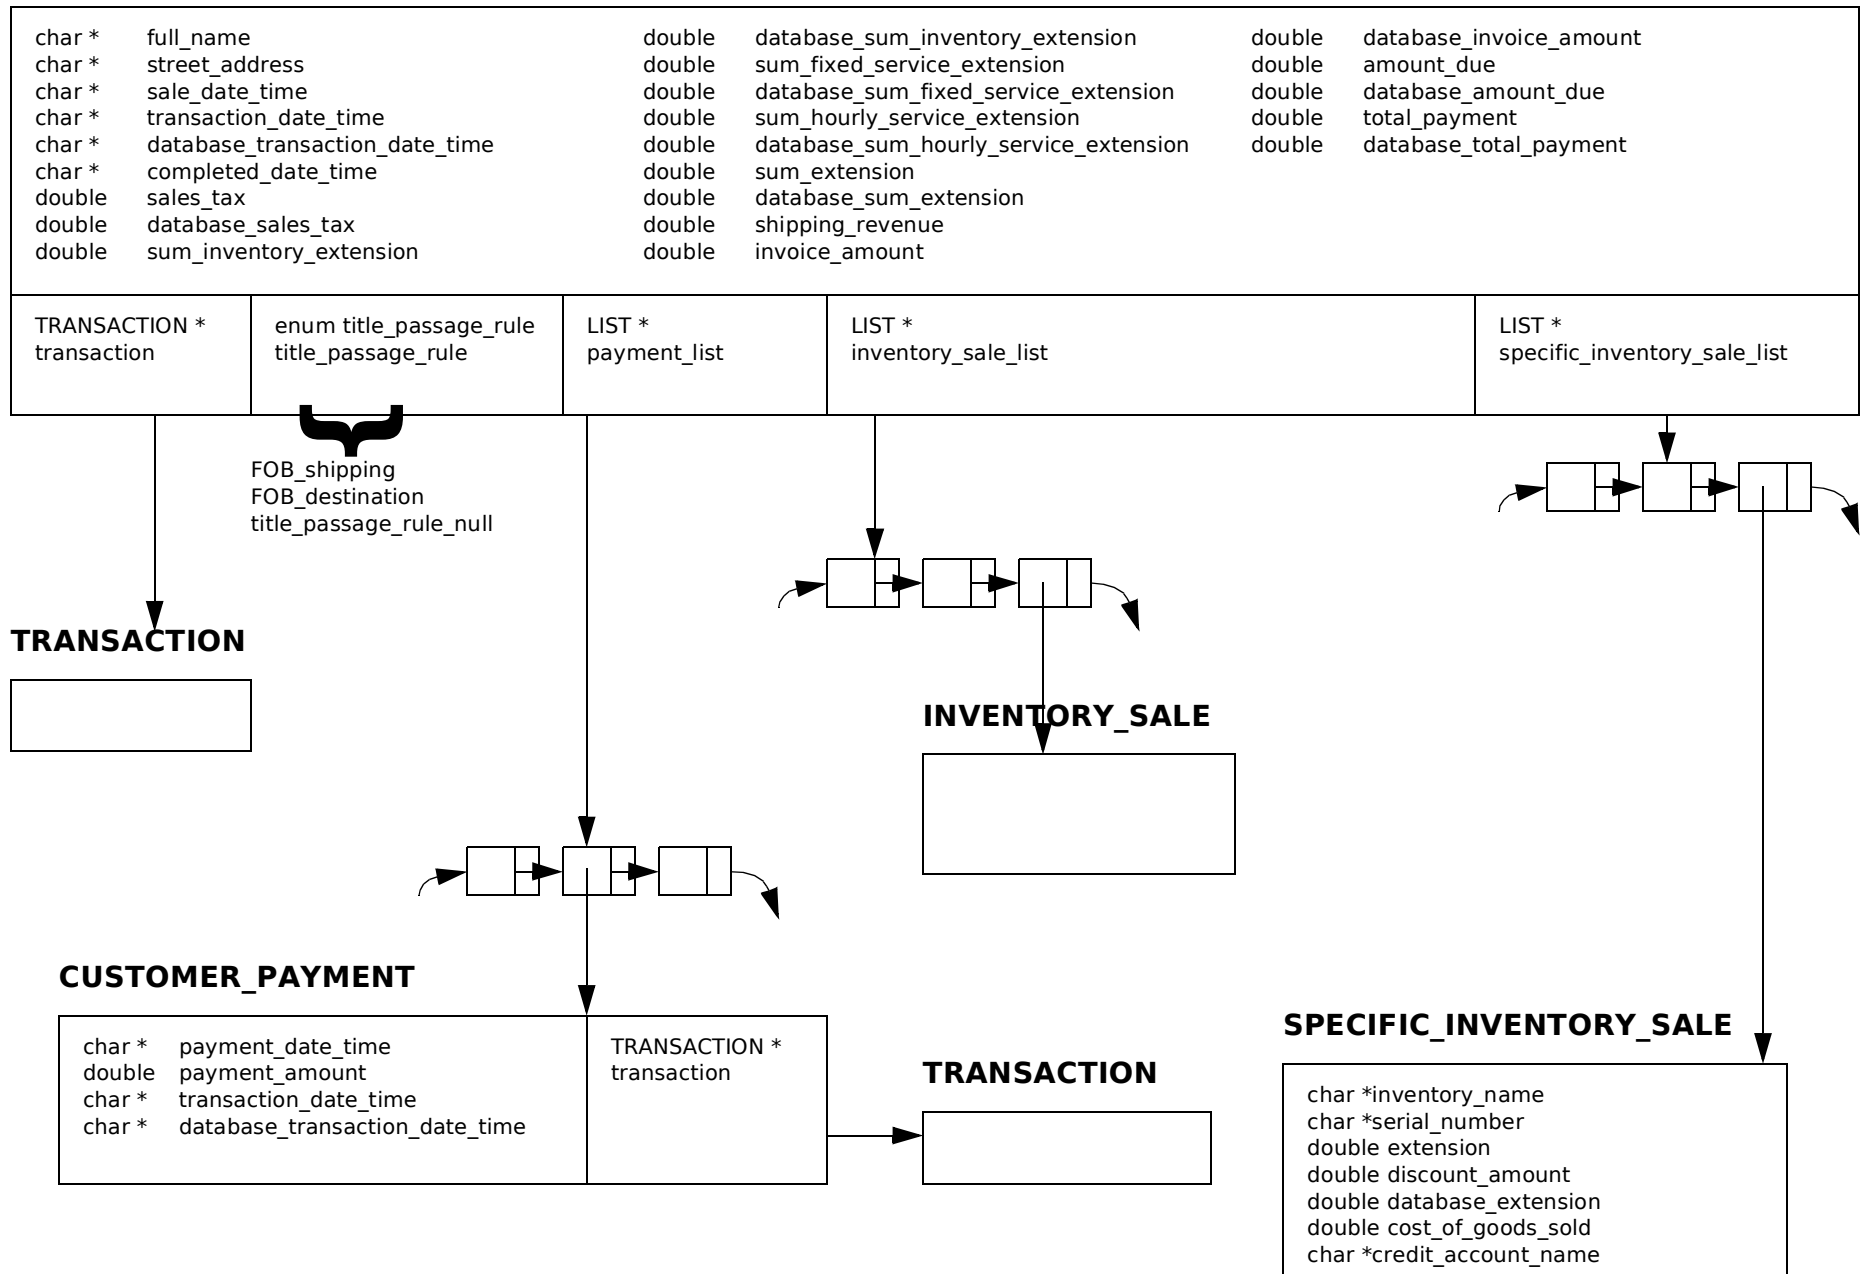 char * full_name
char * street_address
char * sale_date_time
char * transaction_date_time
char * database_transaction_date_time
char * completed_date_time
double sales_tax
double database_sales_tax
double sum_inventory_extension
double database_sum_inventory_extension
double sum_fixed_service_extension
double database_sum_fixed_service_extension
double sum_hourly_service_extension
double database_sum_hourly_service_extension
double sum_extension
double database_sum_extension
double shipping_revenue
double invoice_amount
double database_invoice_amount
double amount_due
double database_amount_due
double total_payment
double database_total_payment
TRANSACTION *
transaction
enum title_passage_rule
title_passage_rule
LIST *
payment_list
LIST *
inventory_sale_list
LIST *
specific_inventory_sale_list
FOB_shipping
FOB_destination
title_passage_rule_null
TRANSACTION
INVENTORY_SALE
CUSTOMER_PAYMENT
char * payment_date_time
double payment_amount
char * transaction_date_time
char * database_transaction_date_time
TRANSACTION *
transaction
TRANSACTION
SPECIFIC_INVENTORY_SALE
char *inventory_name
char *serial_number
double extension
double discount_amount
double database_extension
double cost_of_goods_sold
char *credit_account_name